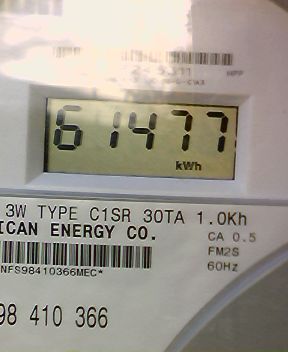 61477
kWh
3W TYPE C1SR 30TA 1.0Kh
ICAN ENERGY CO.
CA 0.5
FM2S
60Hz
NFS98410366MEC*
98 410 366